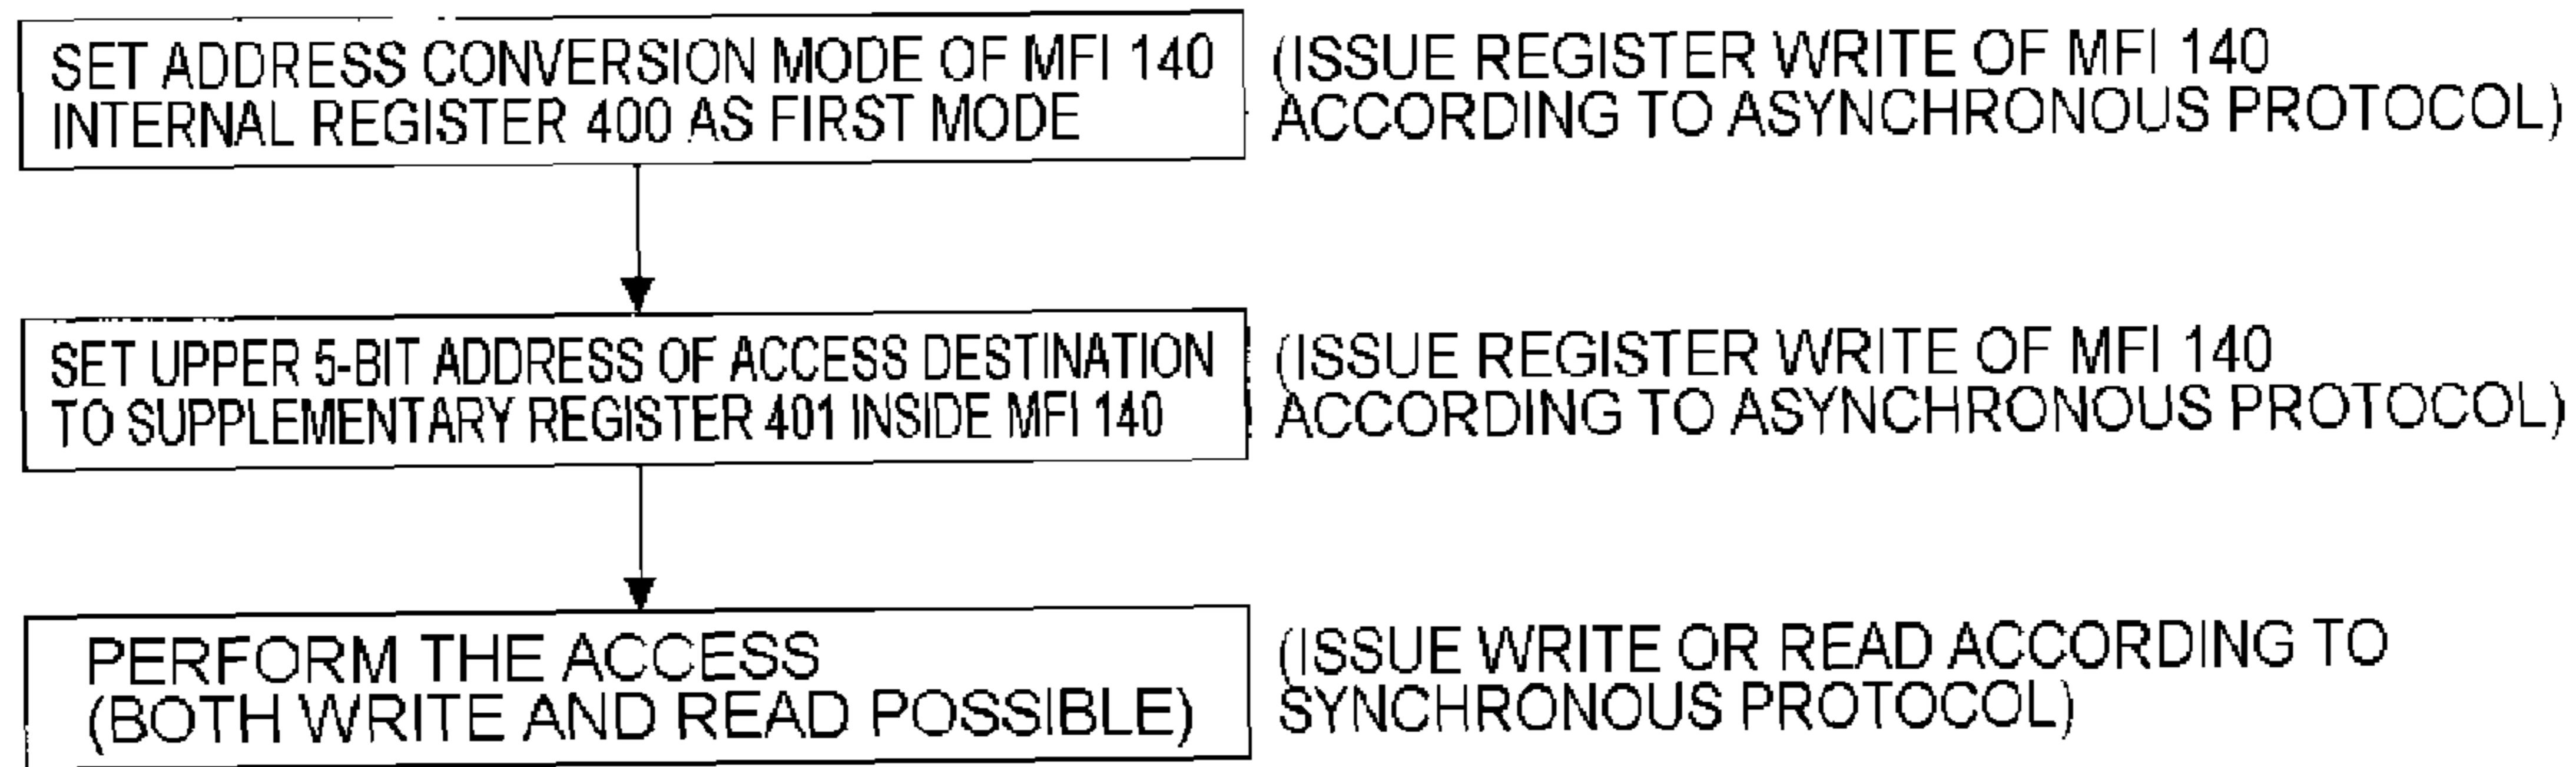 SET ADDRESS CONVERSION MODE OF MFI 140
INTERNAL REGISTER 400 AS FIRST MODE
(ISSUE REGISTER WRITE OF MFI 140
ACCORDING TO ASYNCHRONOUS PROTOCOL)
SET UPPER 5-BIT ADDRESS OF ACCESS DESTINATION
TO SUPPLEMENTARY REGISTER 401 INSIDE MFI 140
(ISSUE REGISTER WRITE OF MFI 140
ACCORDING TO ASYNCHRONOUS PROTOCOL)
PERFORM THE ACCESS
(BOTH WRITE AND READ POSSIBLE)
(ISSUE WRITE OR READ ACCORDING TO
SYNCHRONOUS PROTOCOL)